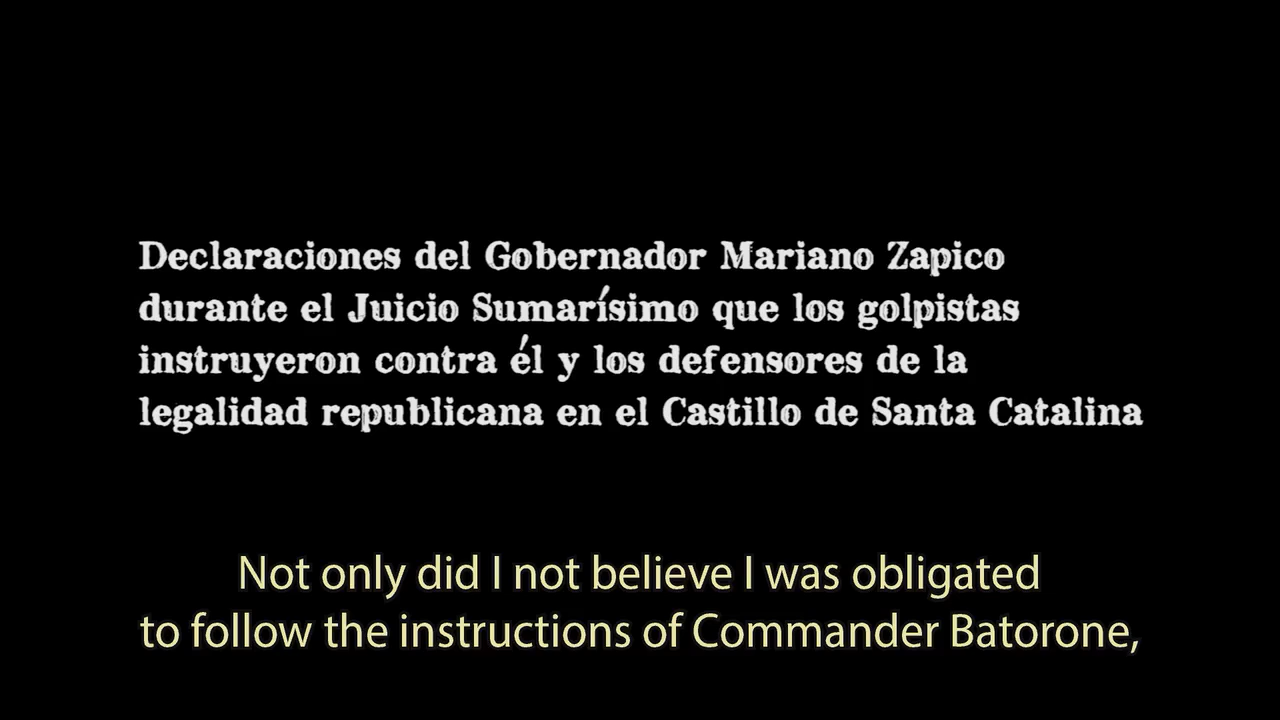 Declaraciones del Gobernador Mariano Zapico
durante el Juicio Sumarísimo que los golpistas
instruyeron contra él y los defensores de la
legalidad republicana en el Castillo de Santa Catalina
Not only did I not believe I was obligated
to follow the instructions of Commander Batorone,